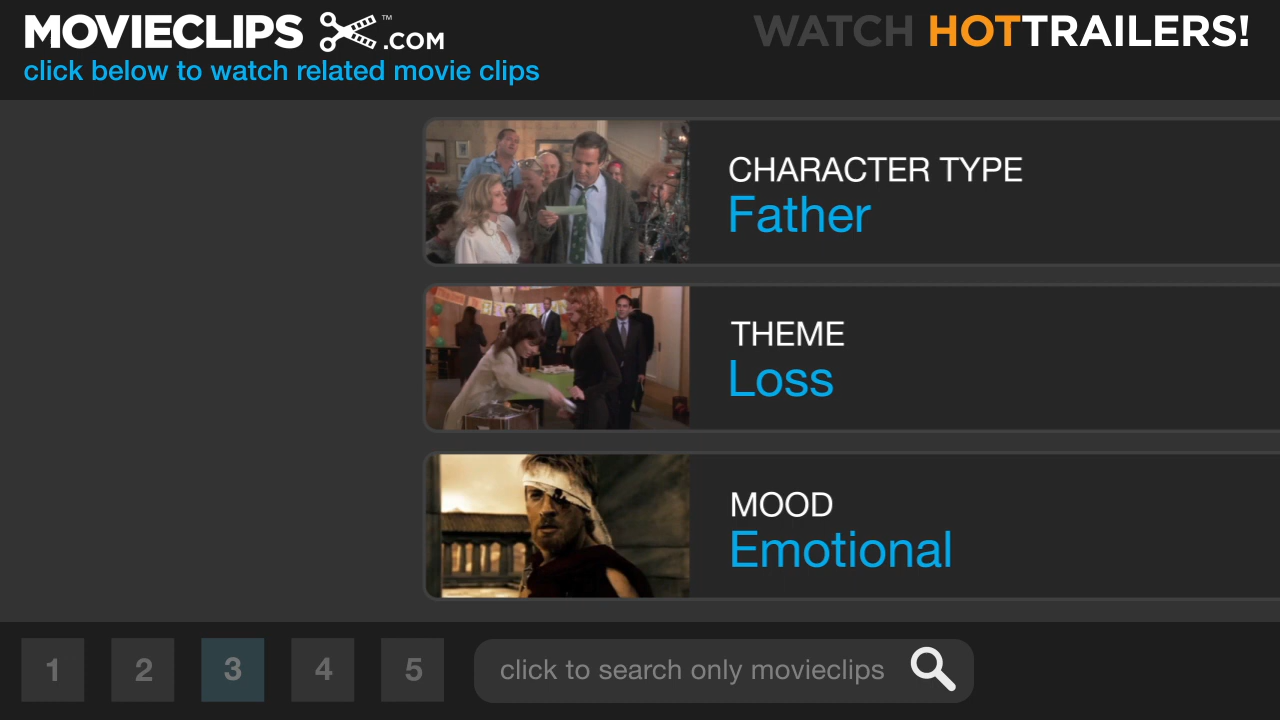 MOVIECLIPS ™ .COM
click below to watch related movie clips
WATCH HOTTRAILERS!
CHARACTER TYPE
Father
THEME
Loss
MOOD
Emotional
1 2 3 4 5
click to search only movieclips